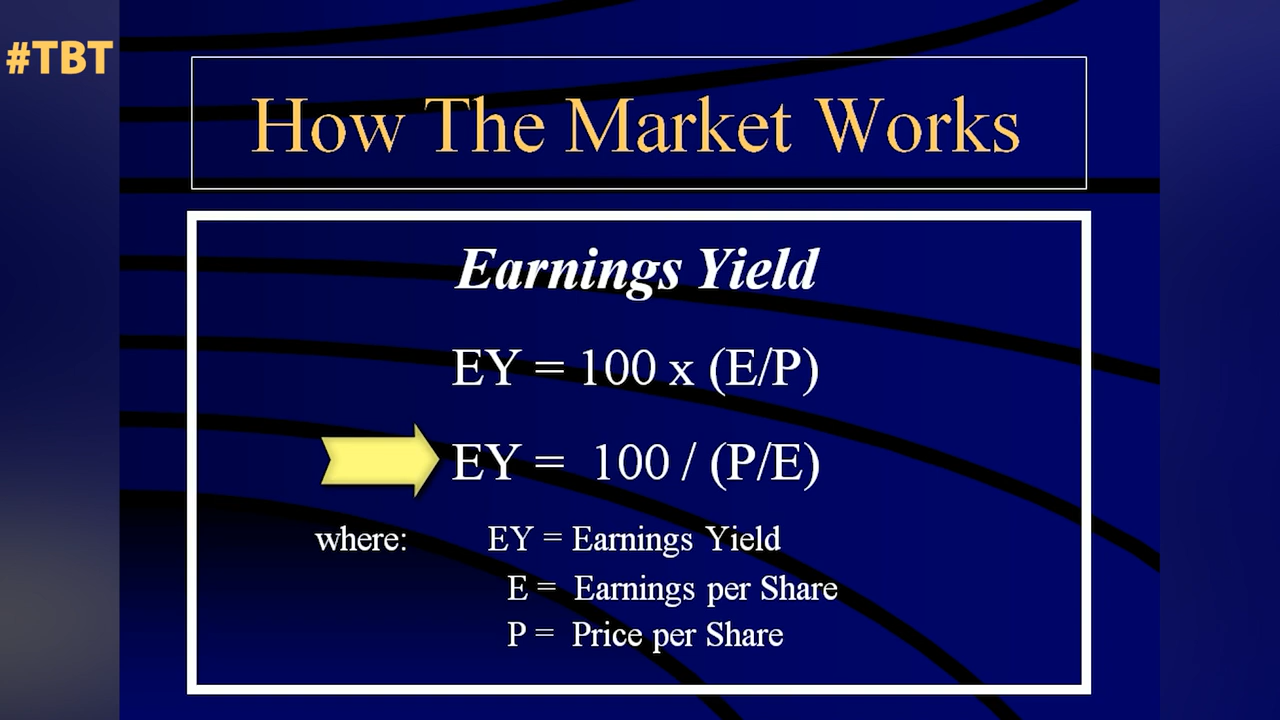 #TBT
How The Market Works
Earnings Yield
EY = 100 x (E/P)
EY = 100 / (P/E)
where: EY = Earnings Yield
E = Earnings per Share
P = Price per Share